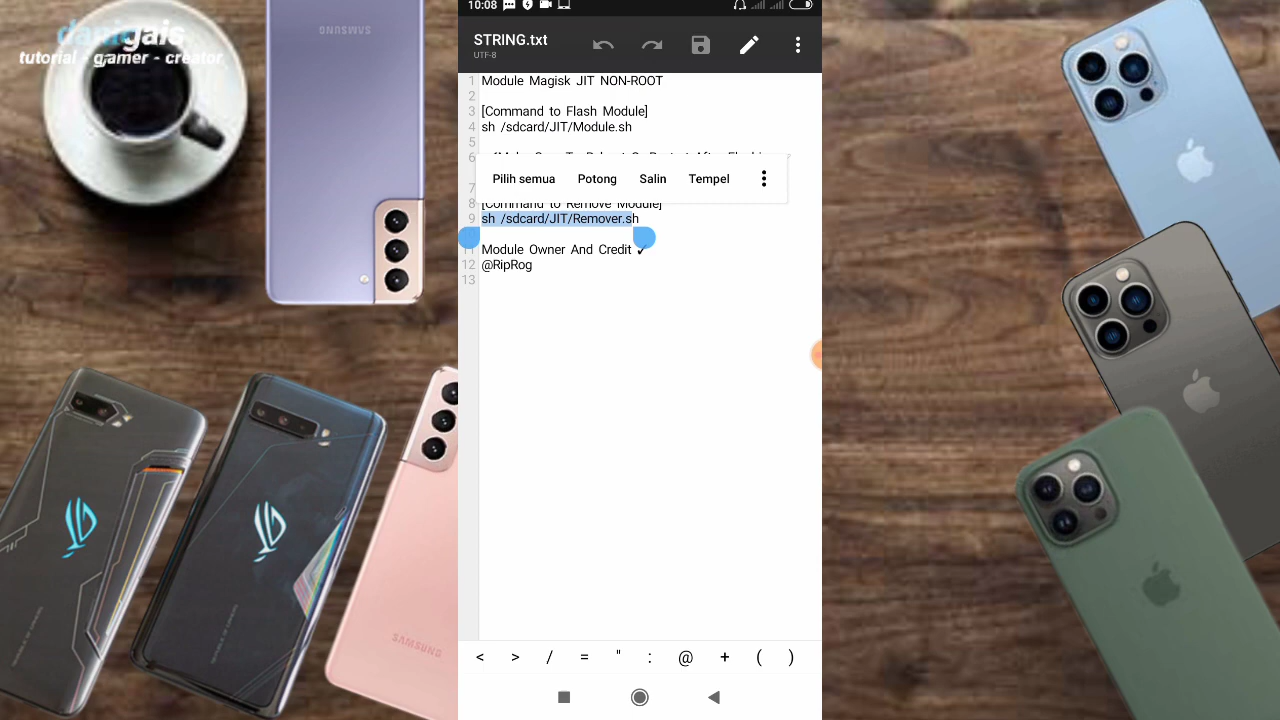 danigais
tutorial - gamer - creator
SAMSUNG
10:08
STRING.txt
UTF-8
1 Module Magisk JIT NON-ROOT
2
3 [Command to Flash Module]
4 sh /sdcard/JIT/Module.sh
5
6
Pilih semua Potong Salin Tempel
7
8 [Command to Remove Module]
9 sh /sdcard/JIT/Remover.sh
11 Module Owner And Credit ✓
12 @RipRog
13
< > / = " : @ + ( )
SAMSUNG